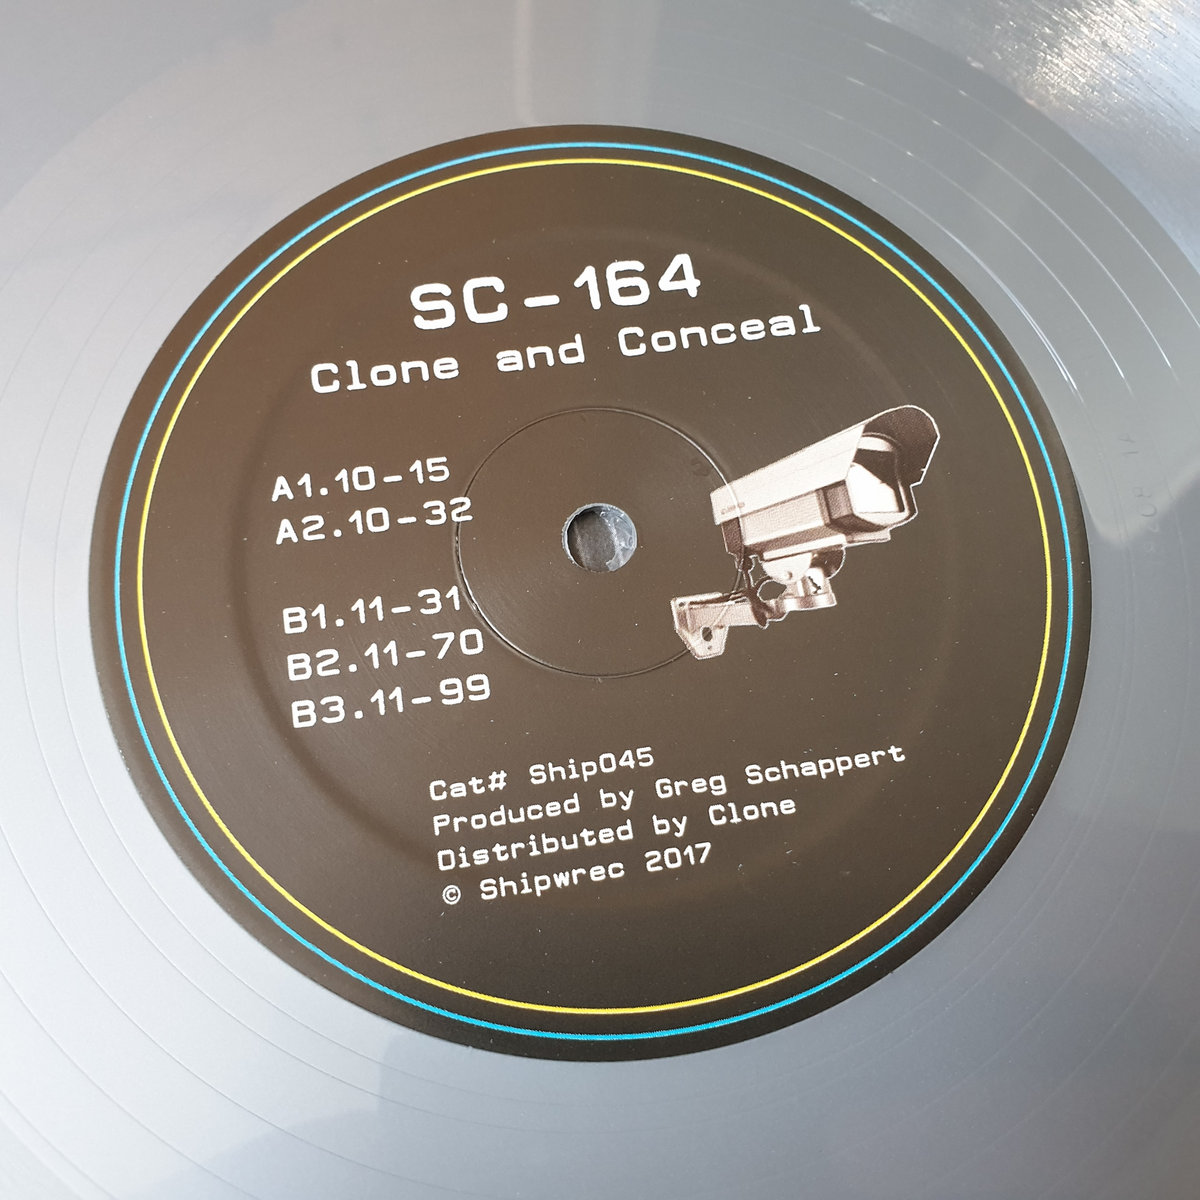 SC-164
Clone and Conceal
A1.10-15
A2.10-32
B1.11-31
B2.11-70
B3.11-99
Cat# Ship045
Produced by Greg Schappert
Distributed by Clone
© Shipwrec 2017